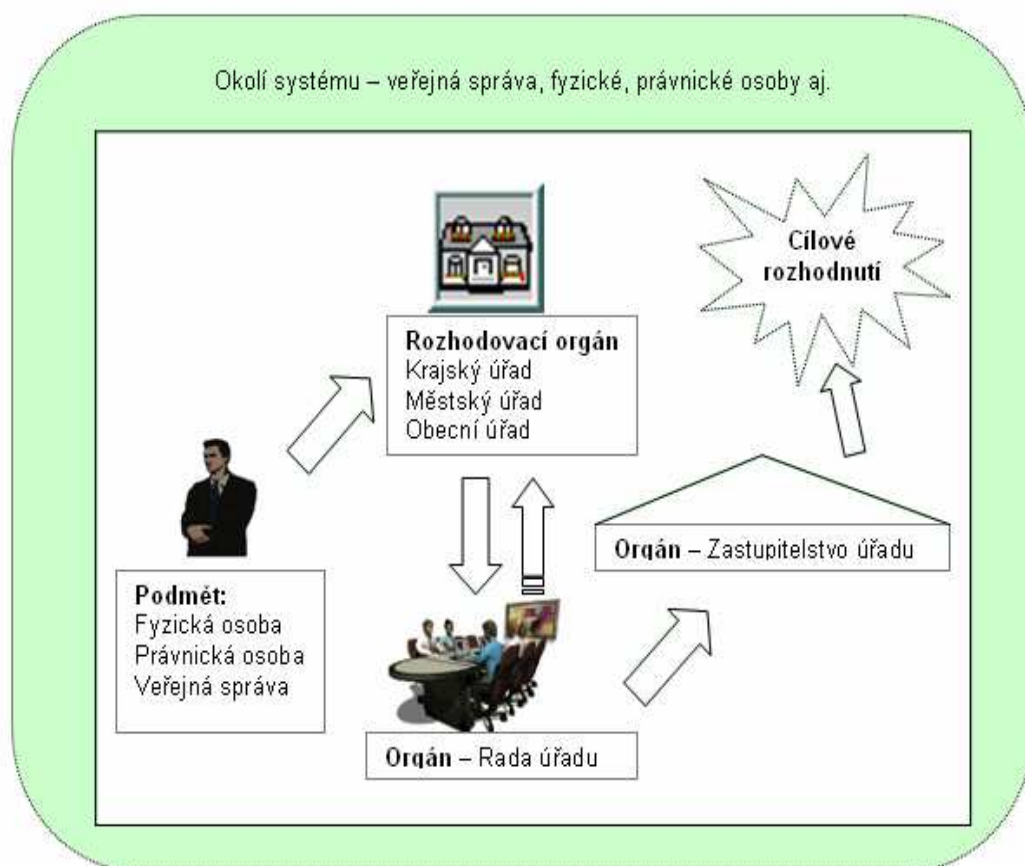 Okolí systému – veřejná správa, fyzické, právnické osoby aj.
Cílové
rozhodnutí
Rozhodovací orgán
Krajský úřad
Městský úřad
Obecní úřad
Orgán – Zastupitelstvo úřadu
Podmět:
Fyzická osoba
Právnická osoba
Veřejná správa
Orgán – Rada úřadu